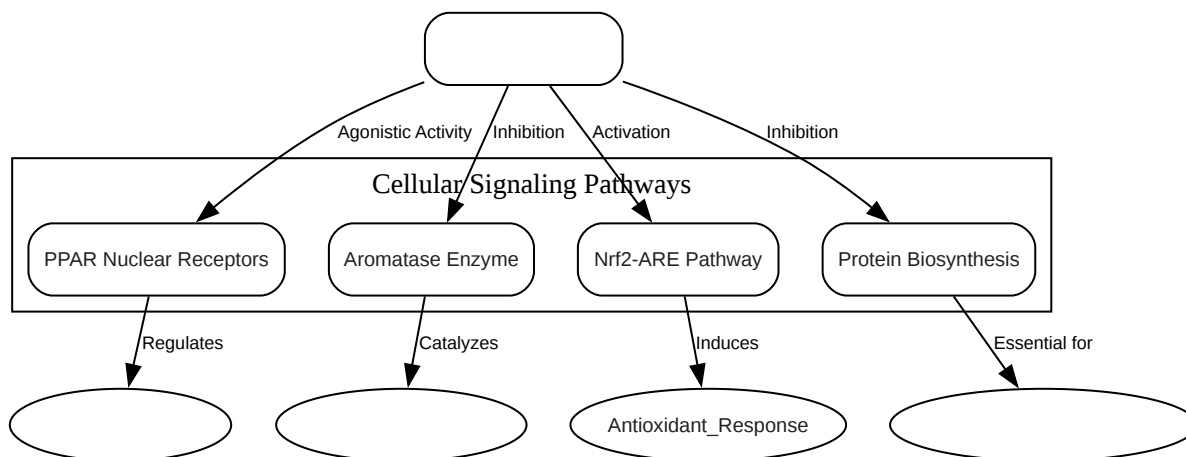 Agonistic Activity
Inhibition
Activation
Inhibition
Cellular Signaling Pathways
PPAR Nuclear Receptors
Aromatase Enzyme
Nrf2-ARE Pathway
Protein Biosynthesis
Regulates
Catalyzes
Induces
Essential for
Antioxidant_Response